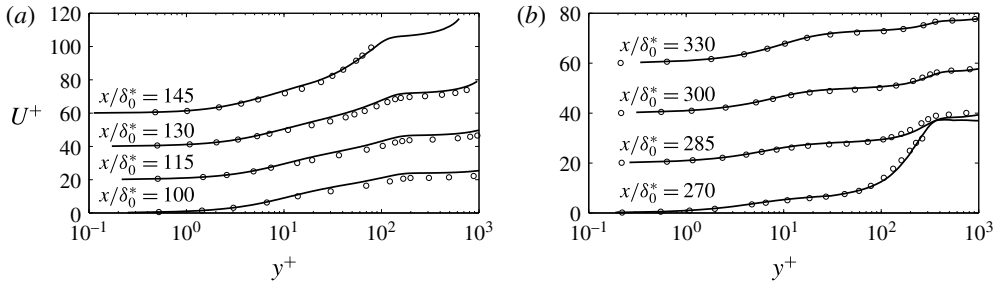 (a)
120
100
80
60
40
20
0
U⁺
x/δ₀* = 145
x/δ₀* = 130
x/δ₀* = 115
x/δ₀* = 100
10⁻¹ 10⁰ 10¹ 10² 10³
y⁺
(b)
80
60
40
20
0
x/δ₀* = 330
x/δ₀* = 300
x/δ₀* = 285
x/δ₀* = 270
10⁻¹ 10⁰ 10¹ 10² 10³
y⁺